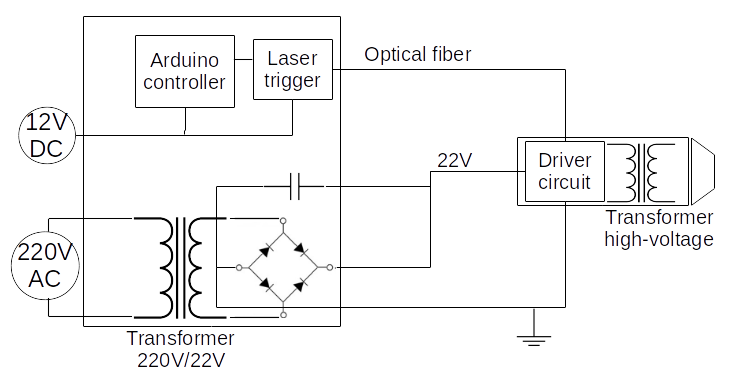 Arduino
controller
Laser
trigger
Optical fiber
12V
DC
22V
Driver
circuit
Transformer
high-voltage
220V
AC
Transformer
220V/22V